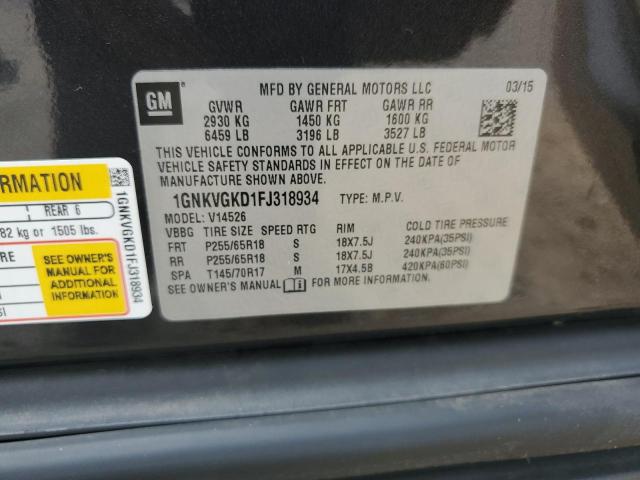 GM
MFD BY GENERAL MOTORS LLC 03/15
GVWR GAWR FRT GAWR RR
2930 KG 1450 KG 1600 KG
6459 LB 3196 LB 3527 LB
THIS VEHICLE CONFORMS TO ALL APPLICABLE U.S. FEDERAL MOTOR
VEHICLE SAFETY STANDARDS IN EFFECT ON THE DATE OF
MANUFACTURE SHOWN ABOVE.
1GNKVGKD1FJ318934 TYPE: M.P.V.
MODEL: V14526
VBBG TIRE SIZE SPEED RTG RIM COLD TIRE PRESSURE
FRT P255/65R18 S 18X7.5J 240KPA(35PSI)
RR P255/65R18 S 18X7.5J 240KPA(35PSI)
SPA T145/70R17 M 17X4.5B 420KPA(60PSI)
SEE OWNER'S MANUAL FOR MORE INFORMATION.
ORMATION
REAR 6
82 kg or 1505 lbs.
SEE OWNER'S
MANUAL FOR
ADDITIONAL
INFORMATION
1GNKVGKD1FJ318934